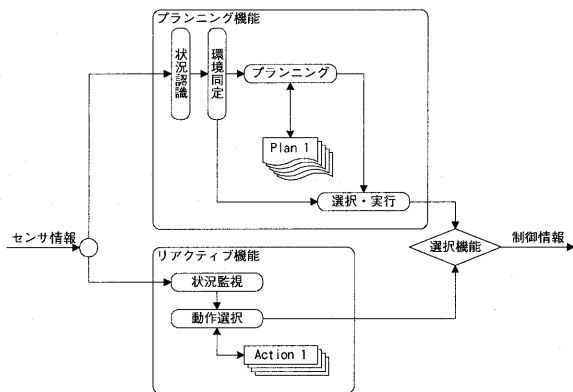 プランニング機能
状況認識
環境同定
プランニング
Plan 1
選択・実行
センサ情報
選択機能
制御情報
リアクティブ機能
状況監視
動作選択
Action 1